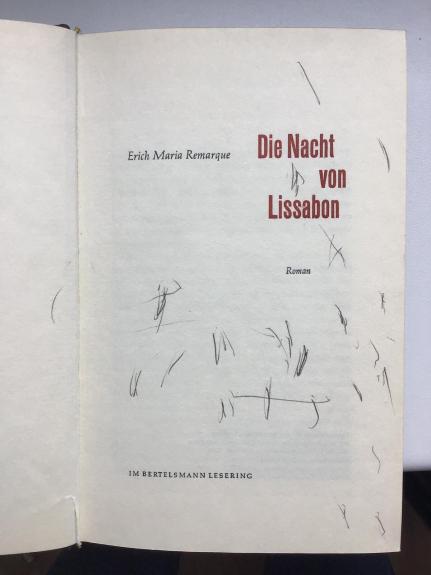 Erich Maria Remarque
Die Nacht
von
Lissabon
Roman
IM BERTELSMANN LESERING